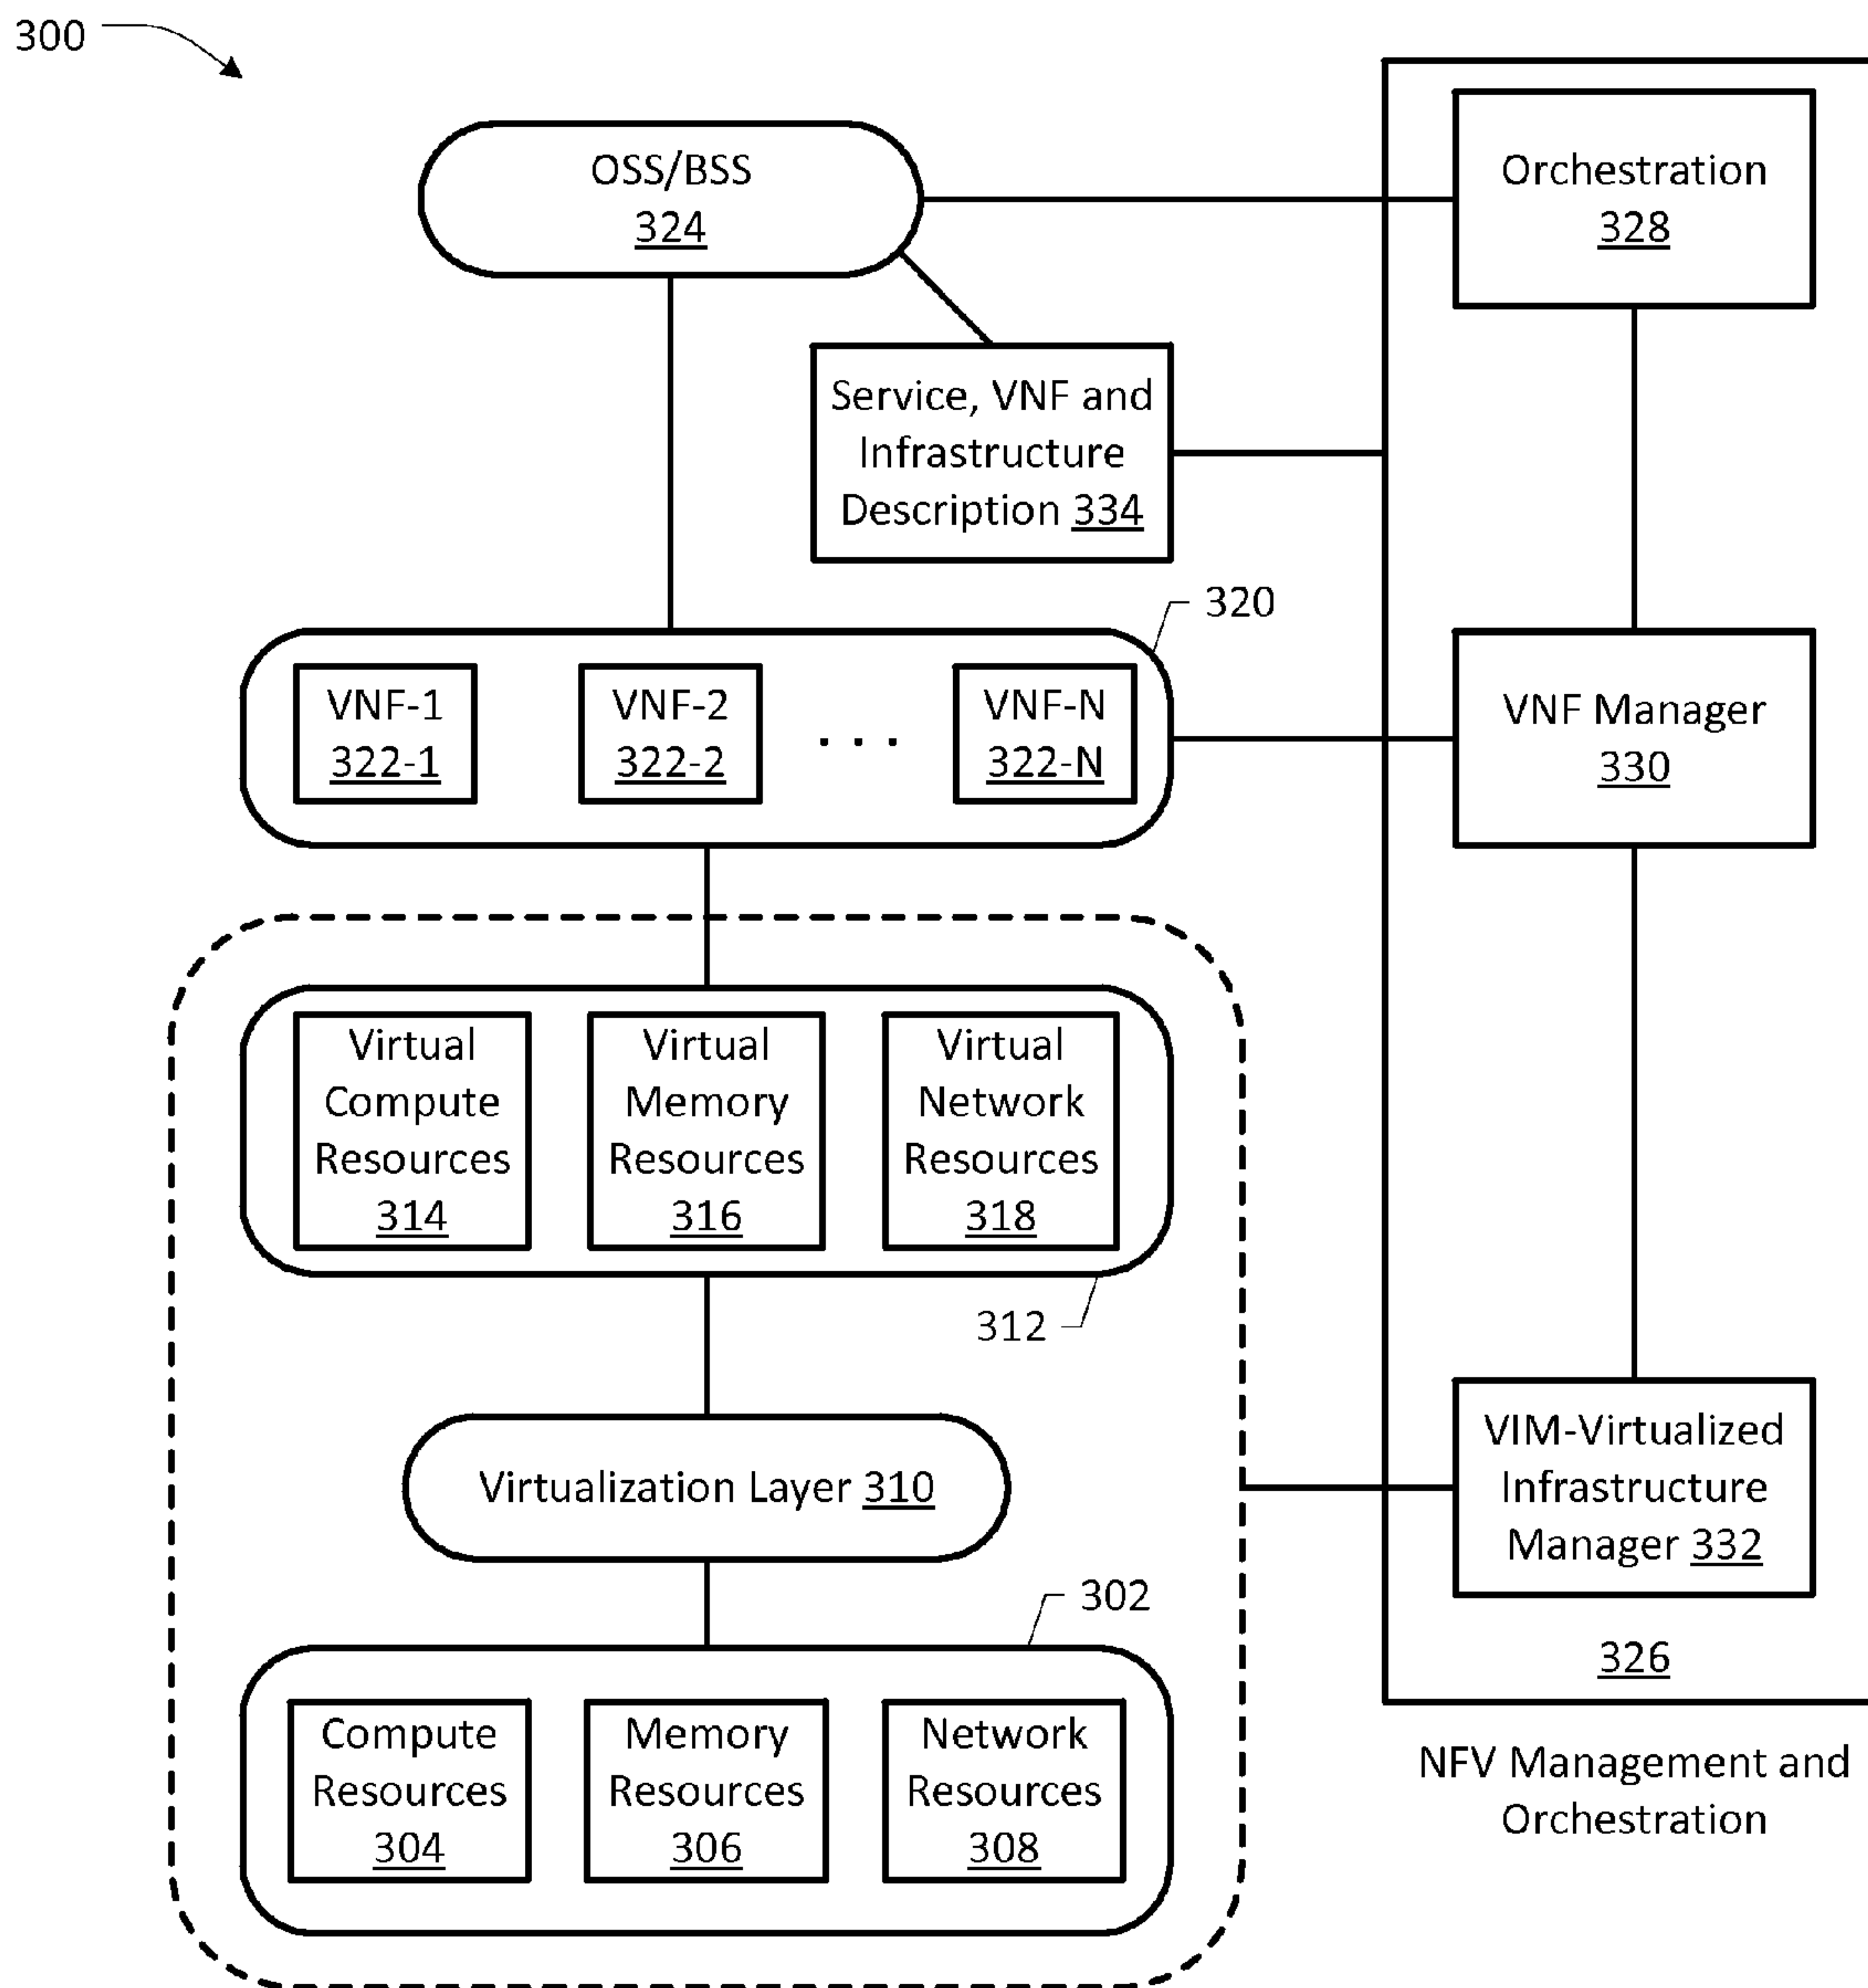 300
OSS/BSS
324
Orchestration
328
Service, VNF and
Infrastructure
Description 334
320
VNF-1
322-1
VNF-2
322-2
. . .
VNF-N
322-N
VNF Manager
330
Virtual
Compute
Resources
314
Virtual
Memory
Resources
316
Virtual
Network
Resources
318
312
Virtualization Layer 310
VIM-Virtualized
Infrastructure
Manager 332
326
NFV Management and
Orchestration
302
Compute
Resources
304
Memory
Resources
306
Network
Resources
308